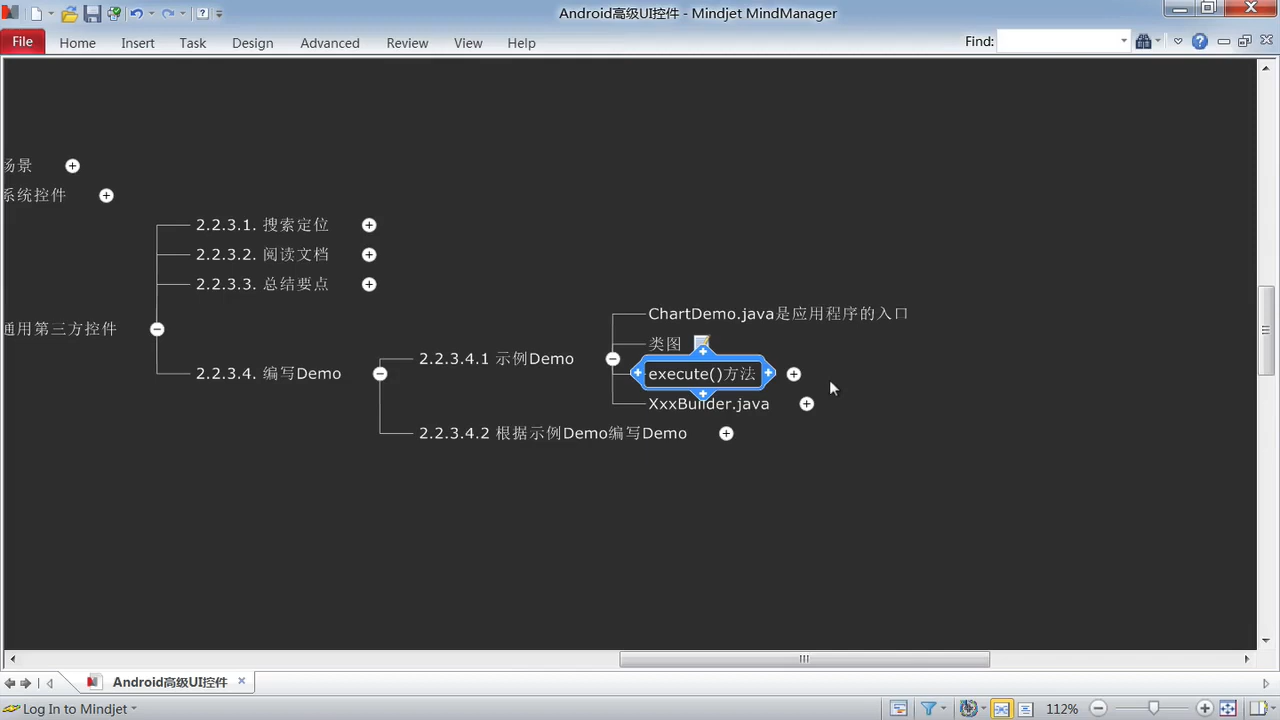 Android高级UI控件 - Mindjet MindManager
File Home Insert Task Design Advanced Review View Help Find:
场景
系统控件
2.2.3.1. 搜索定位
2.2.3.2. 阅读文档
2.2.3.3. 总结要点
ChartDemo.java是应用程序的入口
通用第三方控件
类图
2.2.3.4.1 示例Demo
2.2.3.4. 编写Demo
execute()方法
XxxBuilder.java
2.2.3.4.2 根据示例Demo编写Demo
Android高级UI控件
Log In to Mindjet
112%